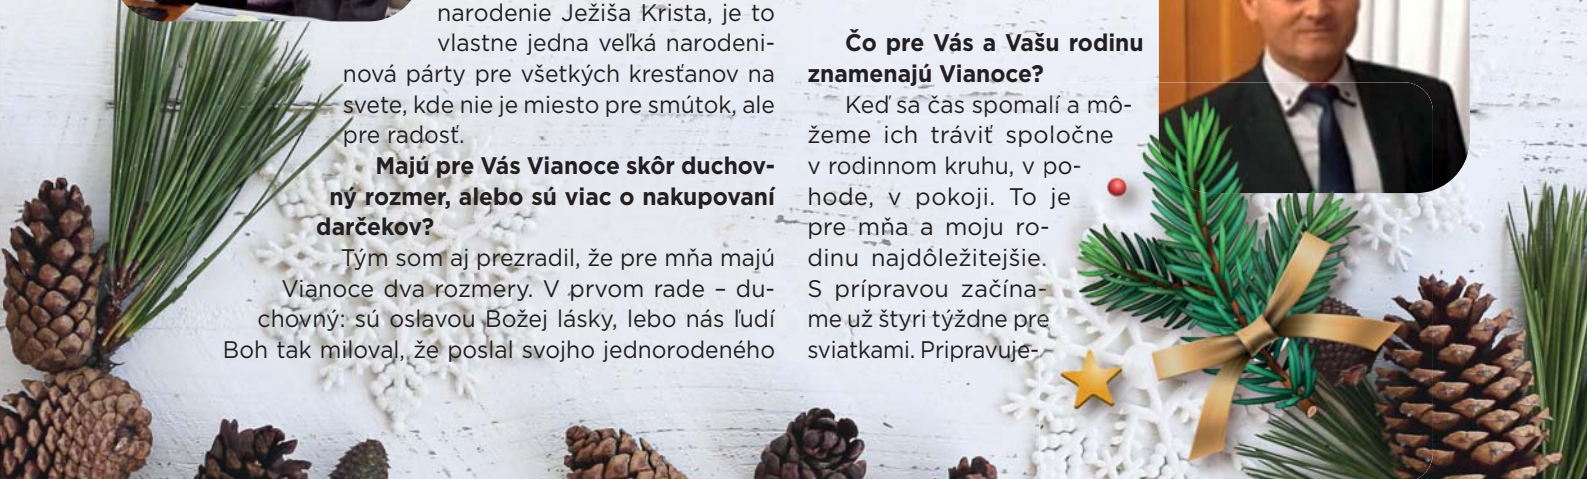 narodenie Ježiša Krista, je to
vlastne jedna veľká narodeni-
nová párty pre všetkých kresťanov na
svete, kde nie je miesto pre smútok, ale
pre radosť.
Majú pre Vás Vianoce skôr duchov-
ný rozmer, alebo sú viac o nakupovaní
darčekov?
Tým som aj prezradil, že pre mňa majú
Vianoce dva rozmery. V prvom rade – du-
chovný: sú oslavou Božej lásky, lebo nás ľudí
Boh tak miloval, že poslal svojho jednorodeného
Čo pre Vás a Vašu rodinu
znamenajú Vianoce?
Keď sa čas spomalí a mô-
žeme ich tráviť spoločne
v rodinnom kruhu, v po-
hode, v pokoji. To je
pre mňa a moju ro-
dinu najdôležitejšie.
S prípravou začína-
me už štyri týždne pre
sviatkami. Pripravuje-